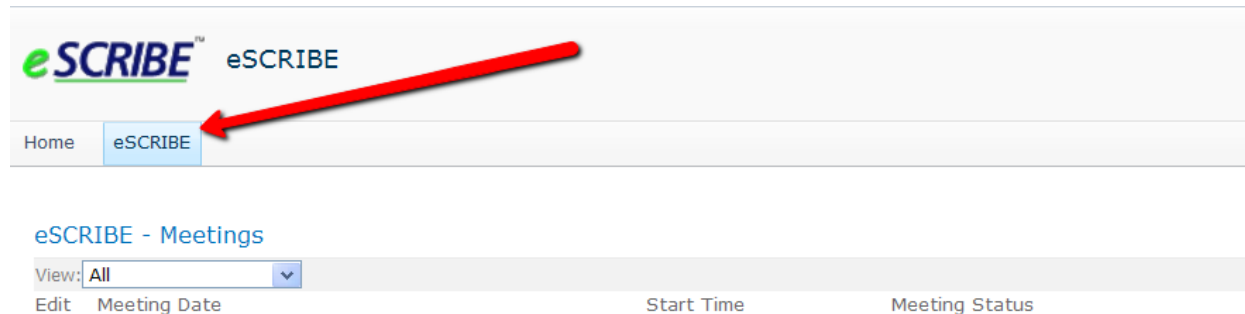 eSCRIBE™ eSCRIBE
Home eSCRIBE
eSCRIBE - Meetings
View: All
Edit Meeting Date Start Time Meeting Status